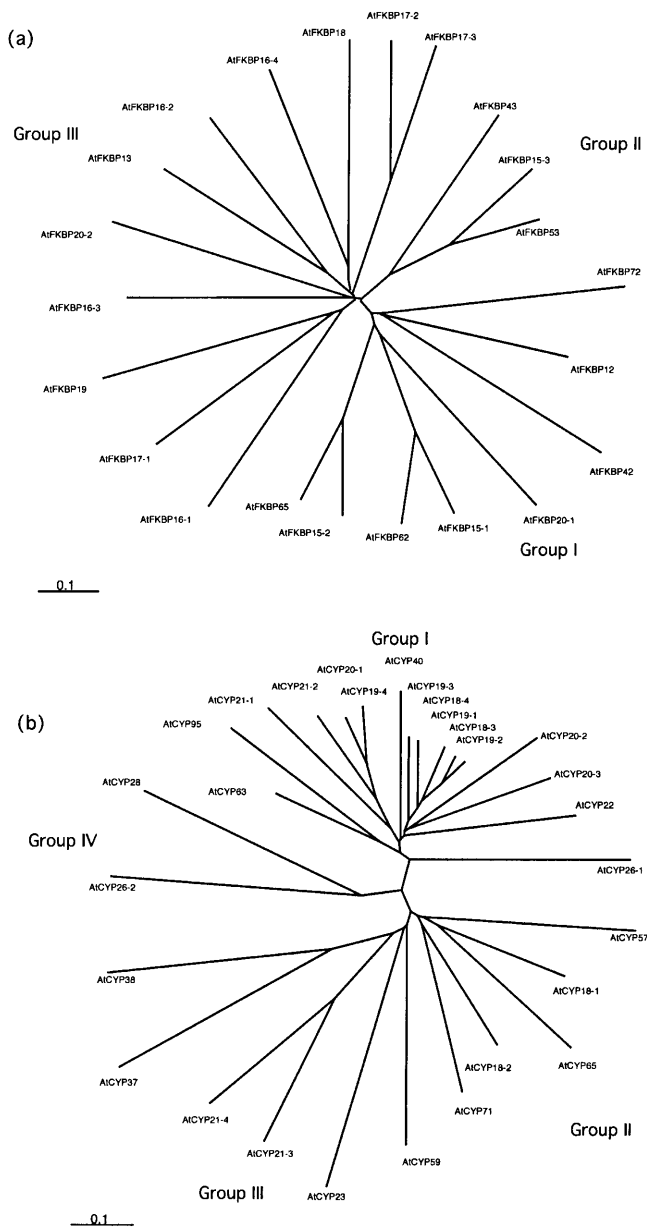 (a)
AtFKBP18
AtFKBP17-2
AtFKBP17-3
AtFKBP16-4
AtFKBP16-2
AtFKBP43
Group III
Group II
AtFKBP13
AtFKBP15-3
AtFKBP20-2
AtFKBP53
AtFKBP72
AtFKBP16-3
AtFKBP12
AtFKBP19
AtFKBP42
AtFKBP17-1
AtFKBP16-1
AtFKBP65
AtFKBP15-2
AtFKBP62
AtFKBP15-1
AtFKBP20-1
Group I
0.1
Group I
(b)
AtCYP40
AtCYP20-1
AtCYP21-2
AtCYP19-4
AtCYP19-3
AtCYP21-1
AtCYP18-4
AtCYP19-1
AtCYP95
AtCYP18-3
AtCYP19-2
AtCYP20-2
AtCYP28
AtCYP63
AtCYP20-3
AtCYP22
Group IV
AtCYP26-1
AtCYP26-2
AtCYP57
AtCYP38
AtCYP18-1
AtCYP37
AtCYP18-2
AtCYP65
AtCYP21-4
AtCYP71
Group II
AtCYP21-3
AtCYP59
Group III
AtCYP23
0.1